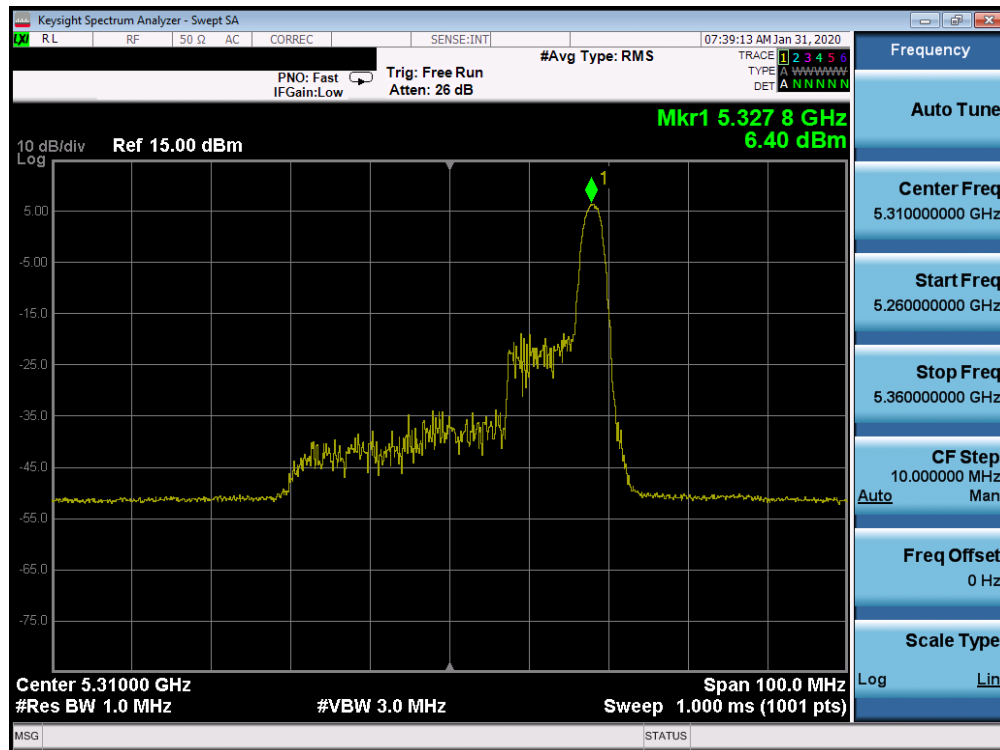 Keysight Spectrum Analyzer - Swept SA
LXI RL RF 50 Ω AC CORREC SENSE:INT 07:39:13 AM Jan 31, 2020
#Avg Type: RMS
TRACE 1 2 3 4 5 6
TYPE A WWWWW
DET A N N N N N
PNO: Fast
IFGain:Low
Trig: Free Run
Atten: 26 dB
Mkr1 5.327 8 GHz
6.40 dBm
10 dB/div Ref 15.00 dBm
Log
1
5.00
-5.00
-15.0
-25.0
-35.0
-45.0
-55.0
-65.0
-75.0
Center 5.31000 GHz Span 100.0 MHz
#Res BW 1.0 MHz #VBW 3.0 MHz Sweep 1.000 ms (1001 pts)
MSG STATUS
Frequency
Auto Tune
Center Freq
5.310000000 GHz
Start Freq
5.260000000 GHz
Stop Freq
5.360000000 GHz
CF Step
10.000000 MHz
Auto Man
Freq Offset
0 Hz
Scale Type
Log Lin